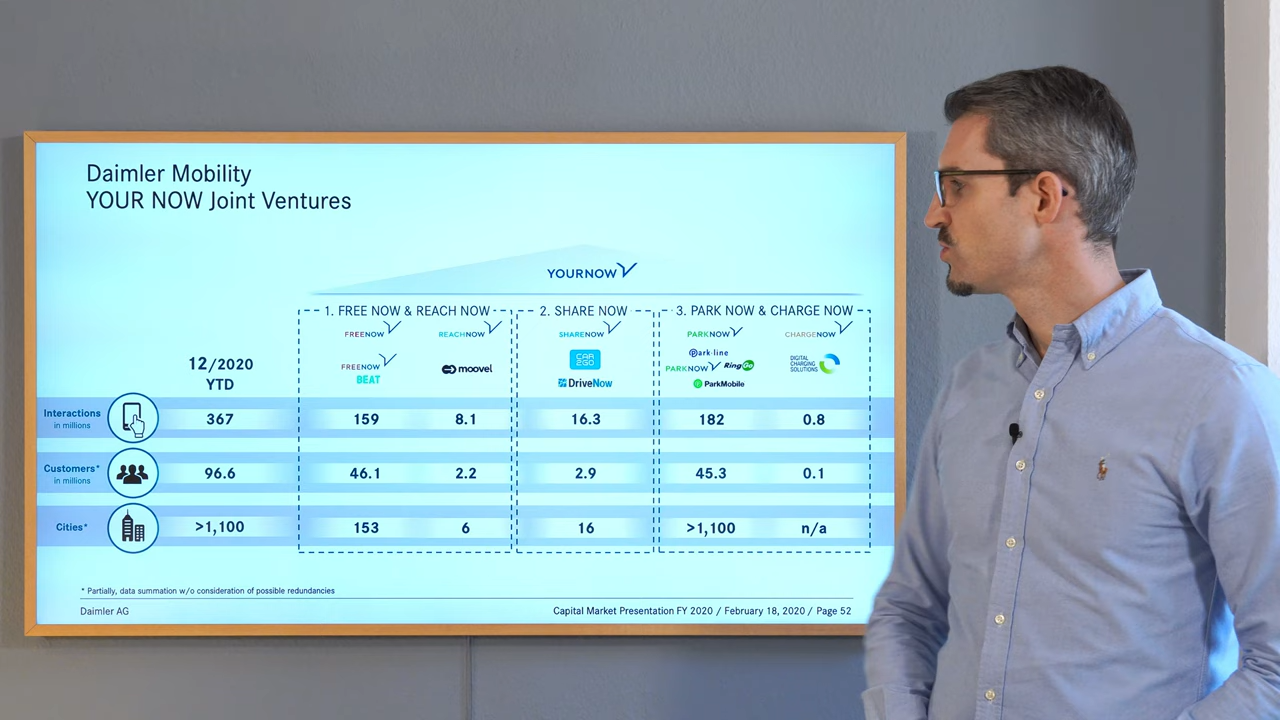 Daimler Mobility
YOUR NOW Joint Ventures
YOURNOW
1. FREE NOW & REACH NOW
2. SHARE NOW
3. PARK NOW & CHARGE NOW
FREENOW
REACHNOW
SHARENOW
PARKNOW
CHARGENOW
FREENOW
BEAT
moovel
CAR2GO
DriveNow
Park-line
PARKNOW
RingGo
ParkMobile
DIGITAL
CHARGING
SOLUTIONS
12/2020
YTD
Interactions
in millions
367
159
8.1
16.3
182
0.8
Customers*
in millions
96.6
46.1
2.2
2.9
45.3
0.1
Cities*
>1,100
153
6
16
>1,100
n/a
* Partially, data summation w/o consideration of possible redundancies
Daimler AG
Capital Market Presentation FY 2020 / February 18, 2020 / Page 52